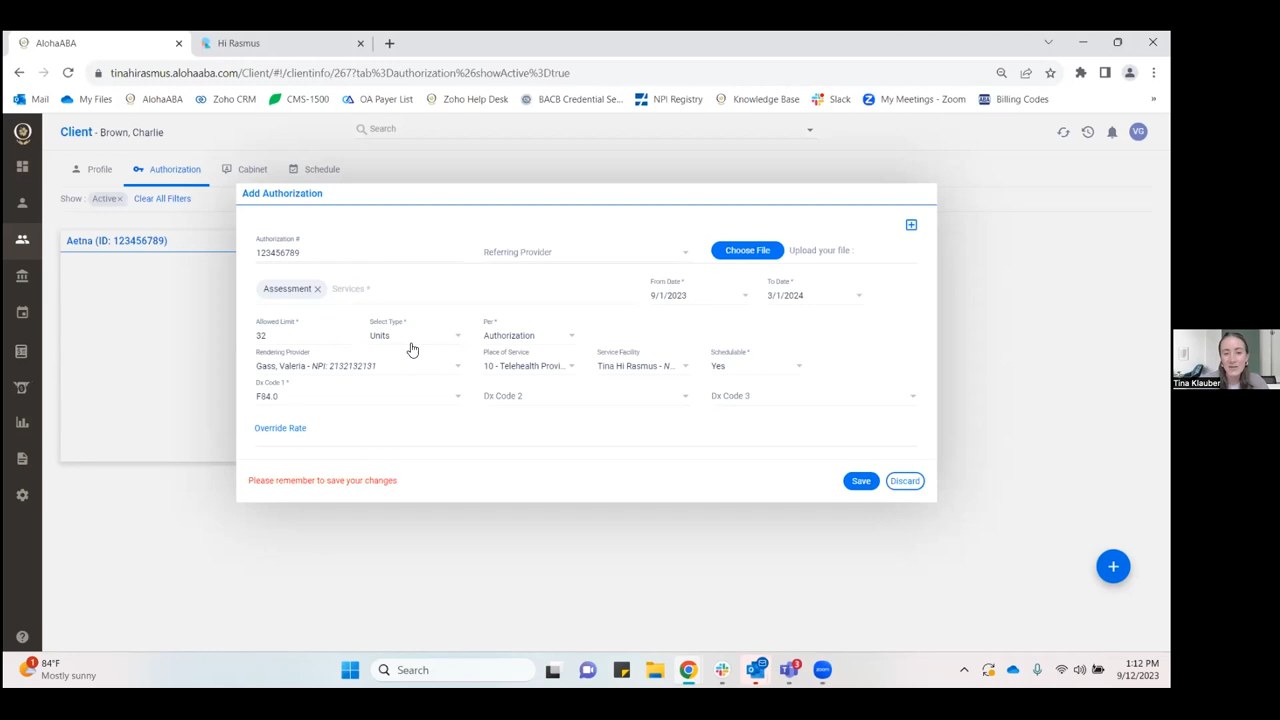 AlohaABA
Hi Rasmus
tinahirasmus.alohaaba.com/Client/#!/clientinfo/267?tab%3Dauthorization%26showActive%3Dtrue
Mail
My Files
AlohaABA
Zoho CRM
CMS-1500
OA Payer List
Zoho Help Desk
BACB Credential Se...
NPI Registry
Knowledge Base
Slack
My Meetings - Zoom
Billing Codes
»
Client - Brown, Charlie
Search
VG
Profile
Authorization
Cabinet
Schedule
Show :
Active×
Clear All Filters
Aetna (ID: 123456789)
Add Authorization
Authorization #
123456789
Referring Provider
Choose File
Upload your file :
Assessment
Services *
From Date *
9/1/2023
To Date *
3/1/2024
Allowed Limit *
32
Select Type *
Units
Per *
Authorization
Rendering Provider
Gass, Valeria - NPI: 2132132131
Place of Service
10 - Telehealth Provi...
Service Facility
Tina Hi Rasmus - N...
Schedulable *
Yes
Dx Code 1 *
F84.0
Dx Code 2
Dx Code 3
Override Rate
Please remember to save your changes
Save
Discard
Tina Klauber
1
84°F
Mostly sunny
Search
3
zoom
1:12 PM
9/12/2023